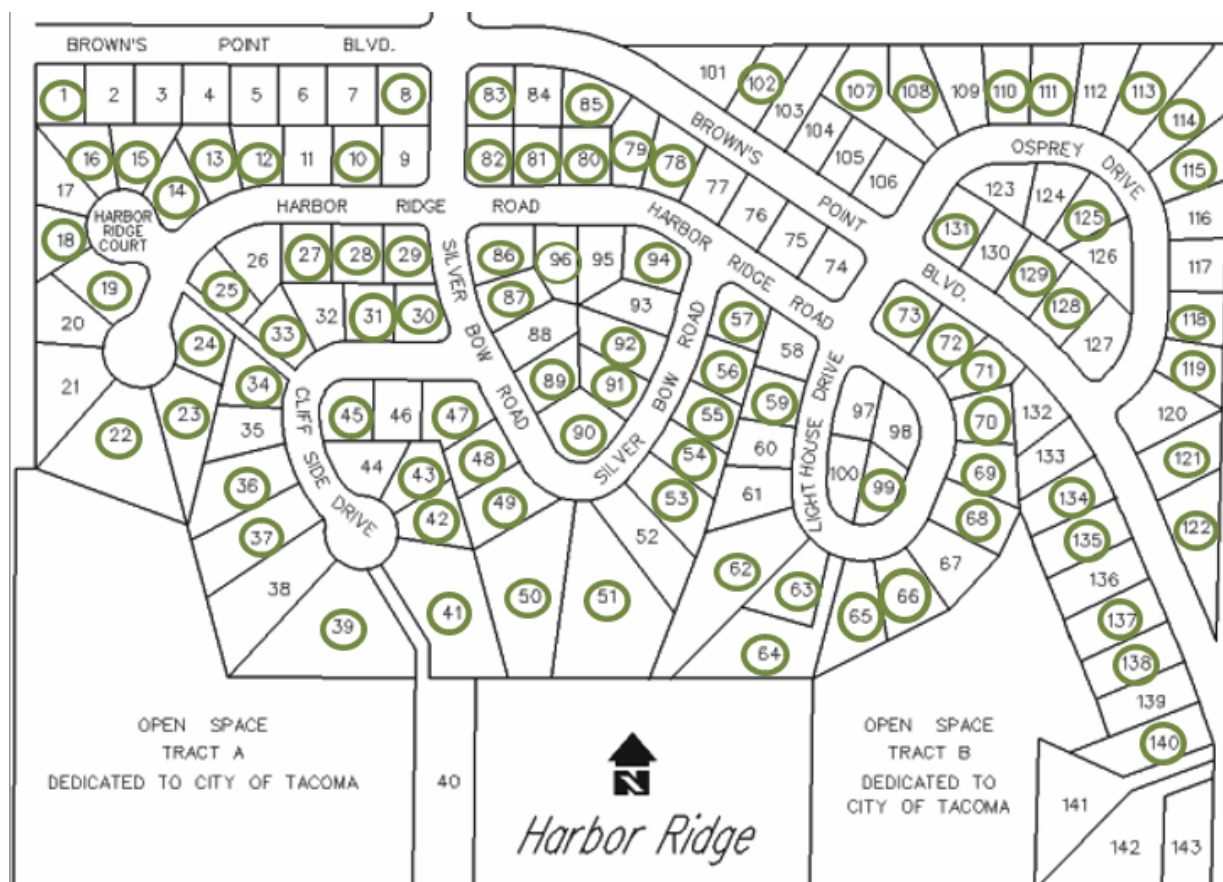 BROWN'S POINT BLVD.
1 2 3 4 5 6 7 8
83 84 85
101 102 103 107 108 109 110 111 112 113 114
16 15 13 12 11 10 9
82 81 80 79 78
BROWN'S POINT BLVD.
104 105 106
OSPREY DRIVE
115
17 14
HARBOR RIDGE ROAD
77 76 75 74
123 124 125 126
116
HARBOR
RIDGE
COURT
18
26 27 28 29
SILVER BOW ROAD
86 96 95 94
HARBOR RIDGE ROAD
131 130 129 128 127
117
19 25
87 93
20 33 32 31 30
88 92
57 58
73 72 71
118
21 24 34
89 91
SILVER BOW ROAD
56 59
LIGHT HOUSE DRIVE
97 98
70 132
119
22 23 35
CLIFF SIDE DRIVE
45 46 47
90
55 60
100 99
69 133
120
36 44 43 48
54 61
68 134
121
37 42 49
53 52
67 135
122
38 39 41 50 51
62 63 64 65 66
136
137
138
139
140
OPEN SPACE
TRACT A
DEDICATED TO CITY OF TACOMA
40
N
Harbor Ridge
OPEN SPACE
TRACT B
DEDICATED TO
CITY OF TACOMA
141
142 143